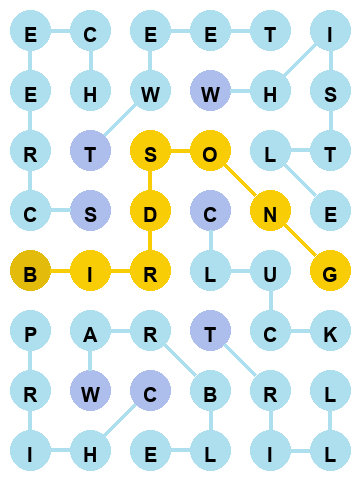 E C E E T I
E H W W H S
R T S O L T
C S D C N E
B I R L U G
P A R T C K
R W C B R L
I H E L I L